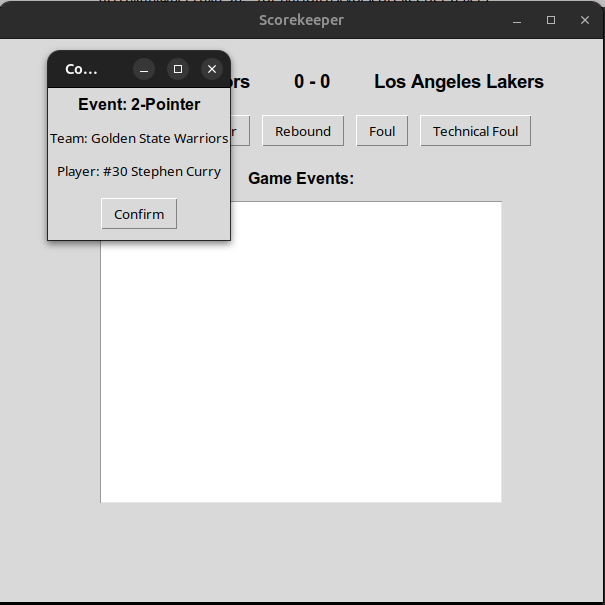 Scorekeeper
Co...
0 - 0 Los Angeles Lakers
Event: 2-Pointer
Team: Golden State Warriors
Player: #30 Stephen Curry
Confirm
Rebound Foul Technical Foul
Game Events: